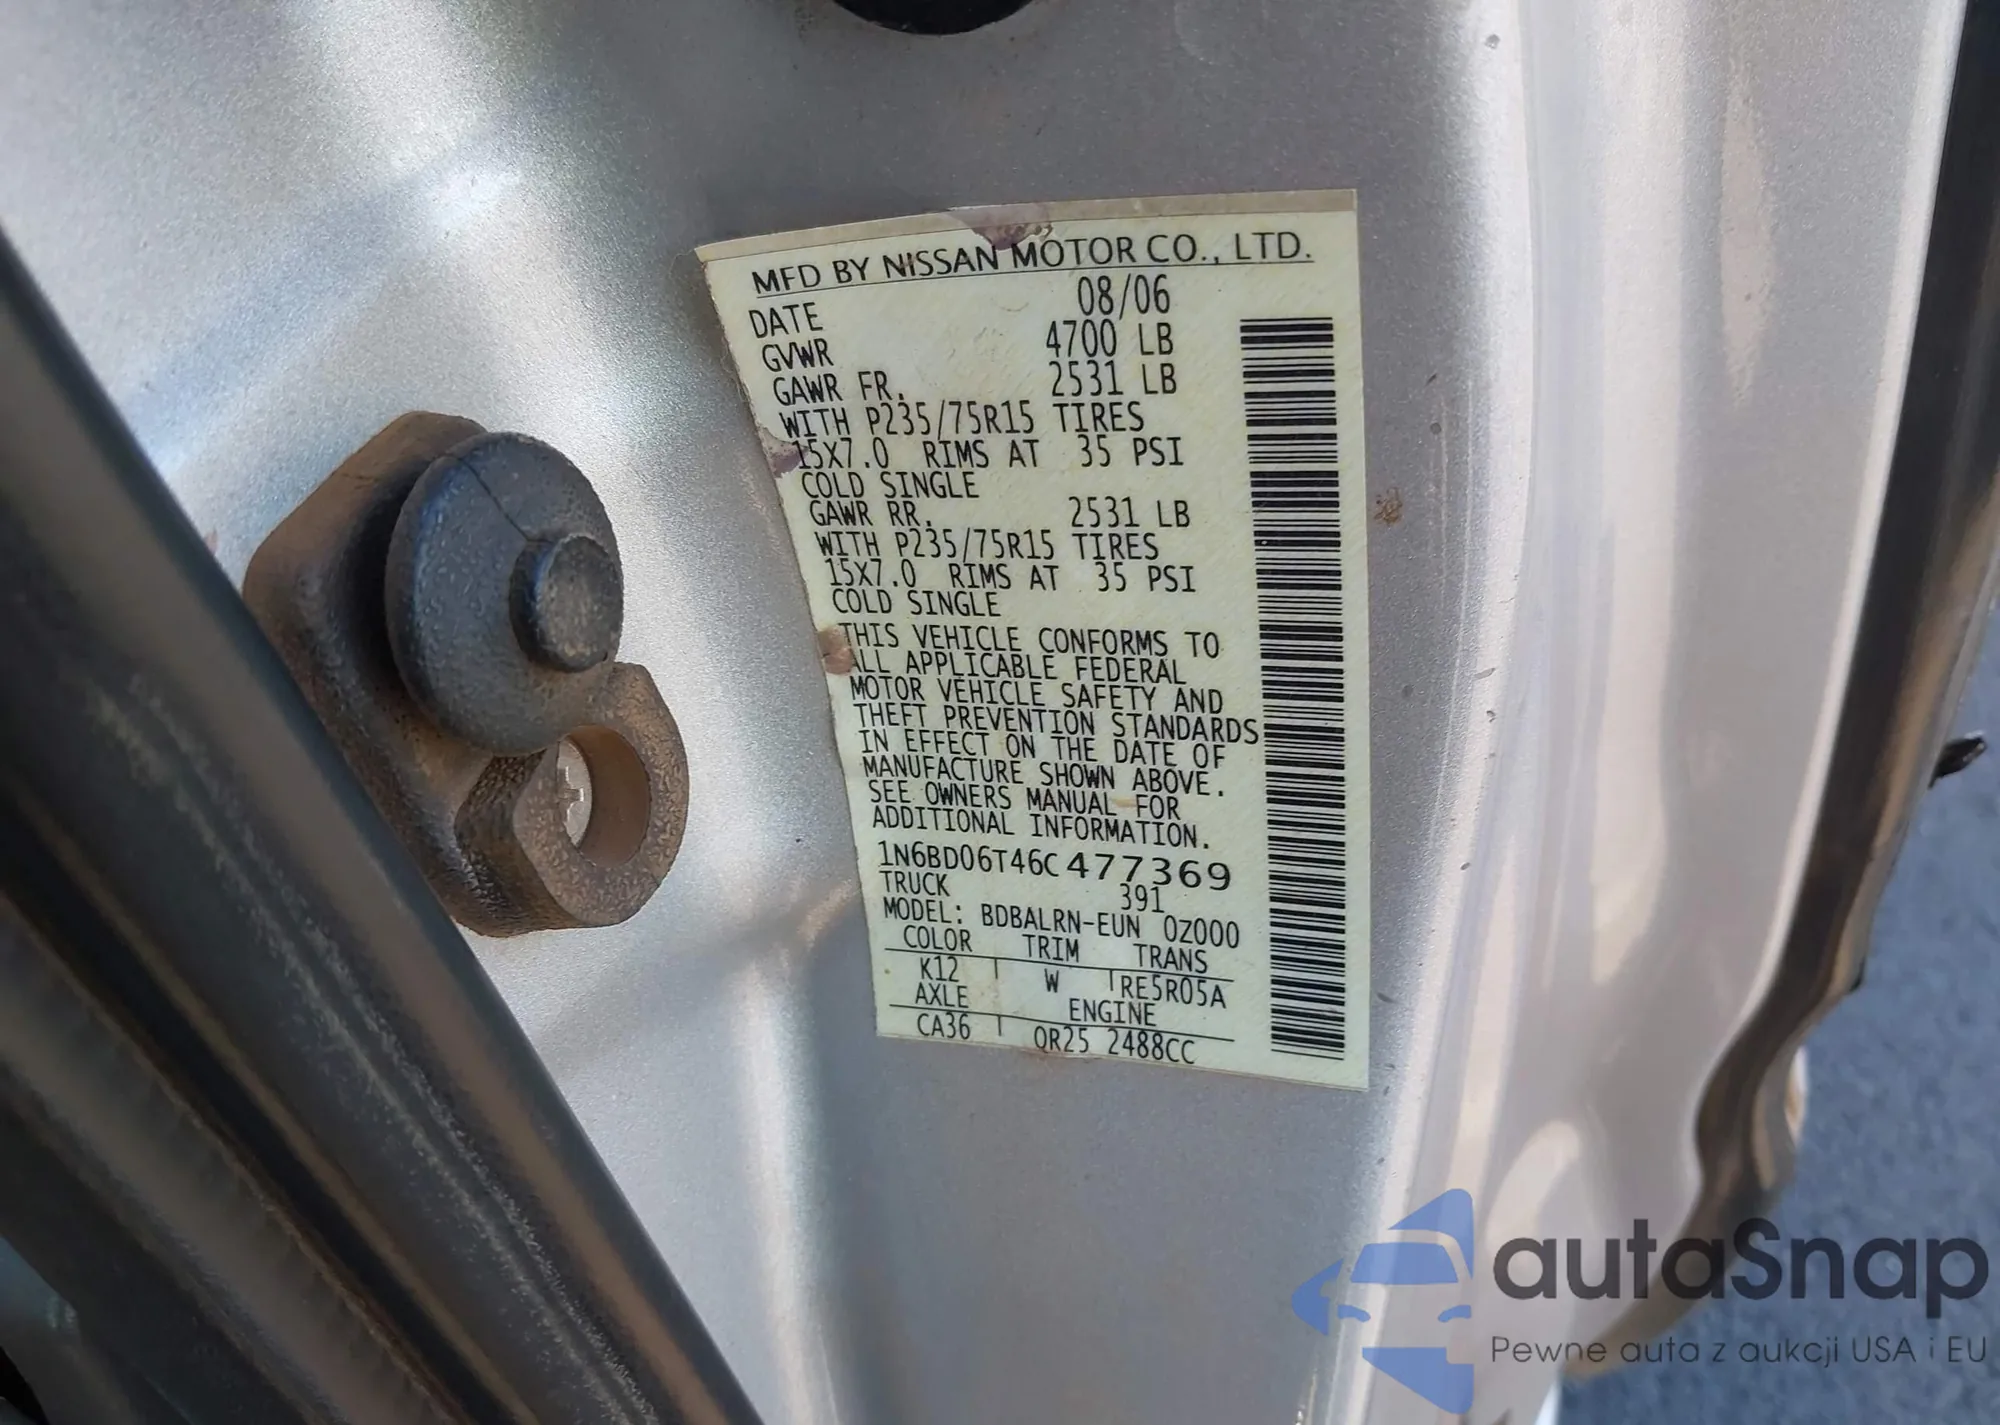 MFD BY NISSAN MOTOR CO., LTD.
DATE 08/06
GVWR 4700 LB
GAWR FR. 2531 LB
WITH P235/75R15 TIRES
15X7.0 RIMS AT 35 PSI
COLD SINGLE
GAWR RR. 2531 LB
WITH P235/75R15 TIRES
15X7.0 RIMS AT 35 PSI
COLD SINGLE
THIS VEHICLE CONFORMS TO
ALL APPLICABLE FEDERAL
MOTOR VEHICLE SAFETY AND
THEFT PREVENTION STANDARDS
IN EFFECT ON THE DATE OF
MANUFACTURE SHOWN ABOVE.
SEE OWNERS MANUAL FOR
ADDITIONAL INFORMATION.
1N6BD06T46C477369
TRUCK 391
MODEL: BDBALRN-EUN 0Z000
COLOR TRIM TRANS
K12 W RE5R05A
AXLE ENGINE
CA36 QR25 2488CC
autaSnap
Pewne auta z aukcji USA i EU